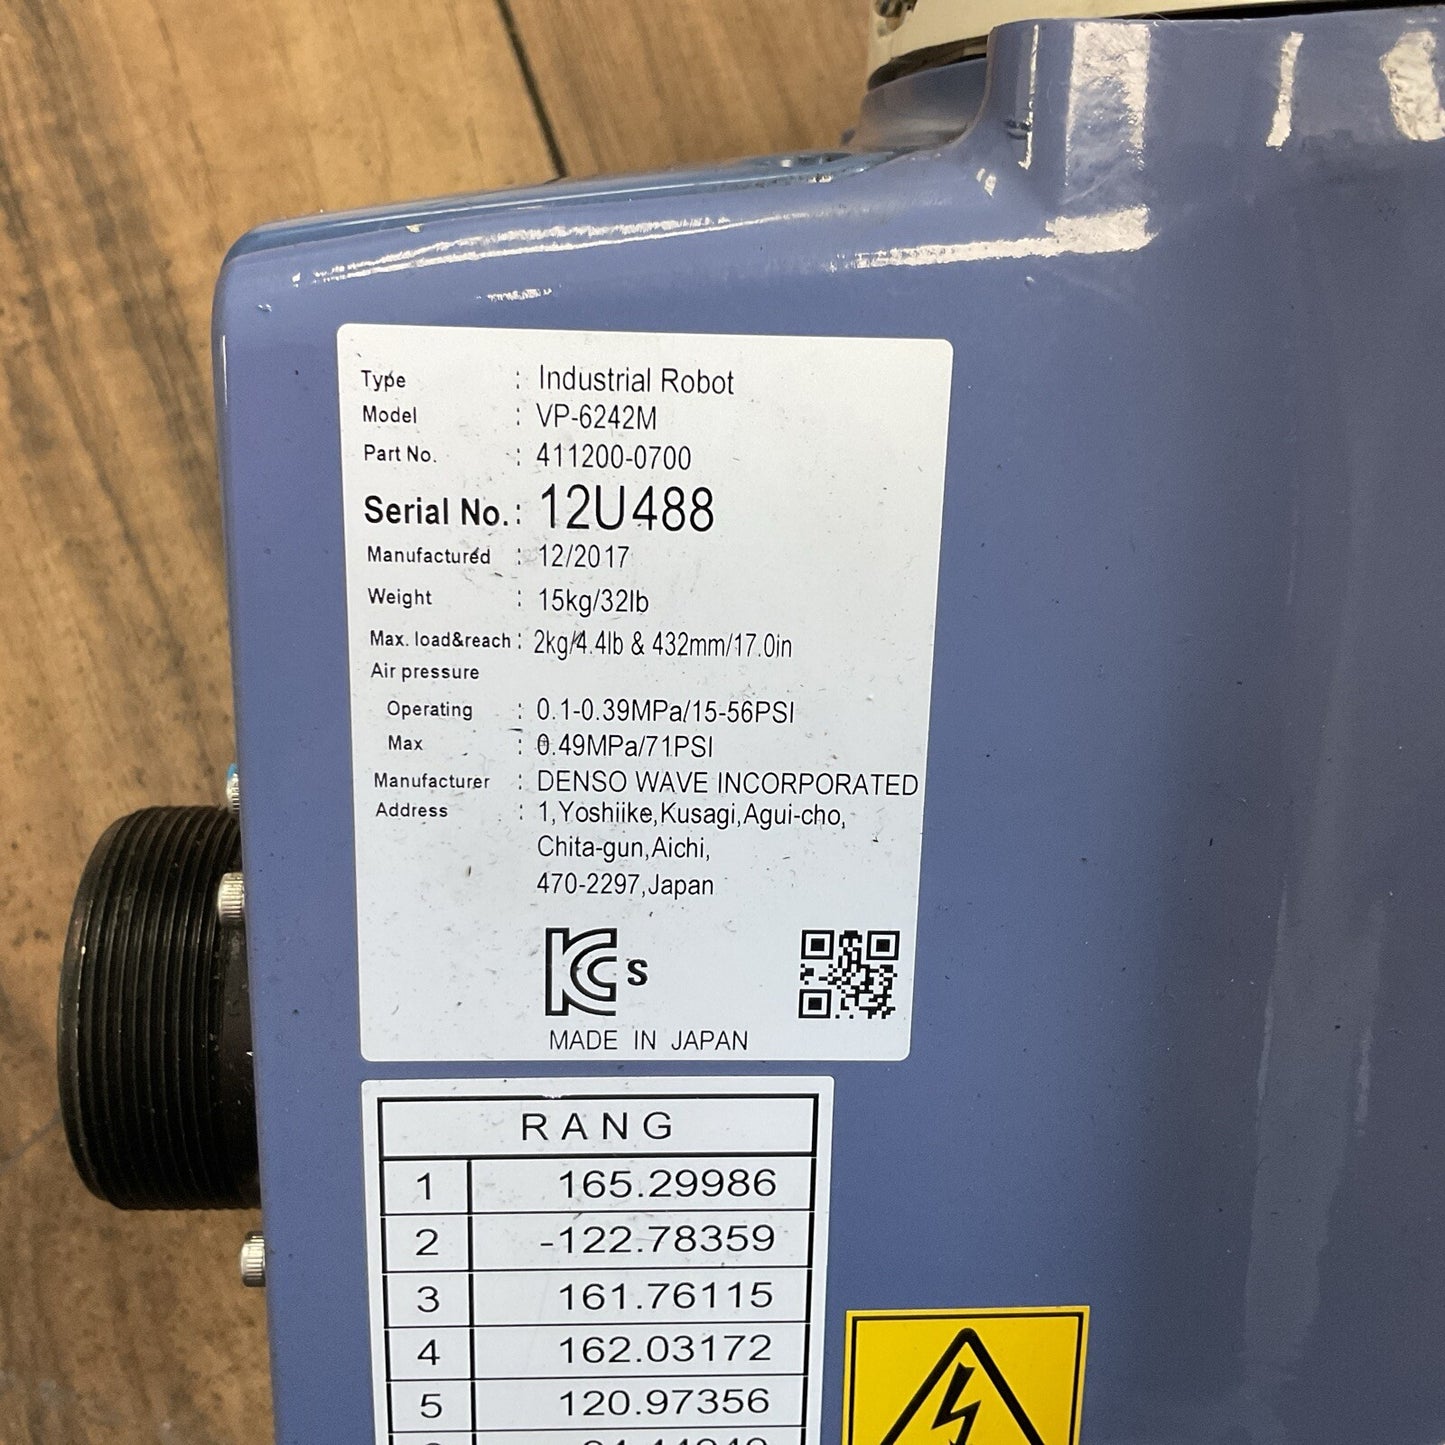 Type : Industrial Robot
Model : VP-6242M
Part No. : 411200-0700
Serial No. : 12U488
Manufactured : 12/2017
Weight : 15kg/32lb
Max. load&reach : 2kg/4.4lb & 432mm/17.0in
Air pressure
Operating : 0.1-0.39MPa/15-56PSI
Max : 0.49MPa/71PSI
Manufacturer : DENSO WAVE INCORPORATED
Address : 1,Yoshiike,Kusagi,Agui-cho,
Chita-gun,Aichi,
470-2297,Japan
KC s
MADE IN JAPAN
RANG
1 165.29986
2 -122.78359
3 161.76115
4 162.03172
5 120.97356